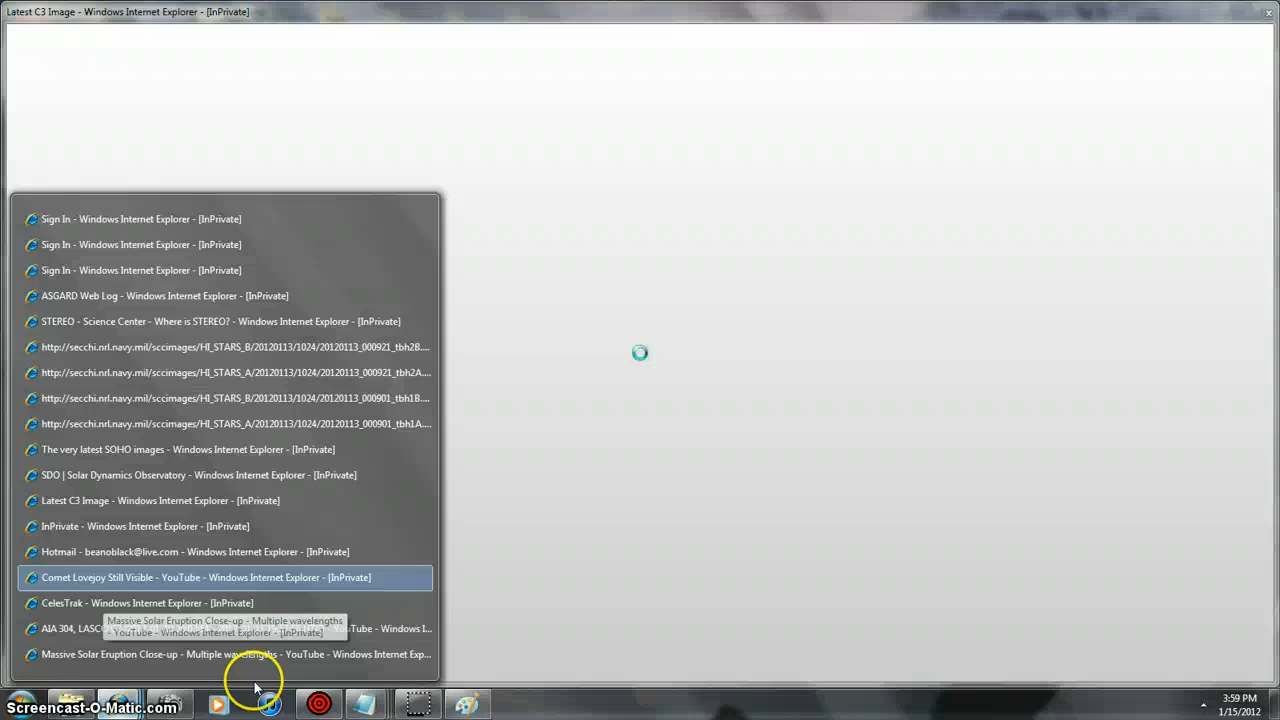 Latest C3 Image - Windows Internet Explorer - [InPrivate]
Sign In - Windows Internet Explorer - [InPrivate]
Sign In - Windows Internet Explorer - [InPrivate]
Sign In - Windows Internet Explorer - [InPrivate]
ASGARD Web Log - Windows Internet Explorer - [InPrivate]
STEREO - Science Center - Where is STEREO? - Windows Internet Explorer - [InPrivate]
http://secchi.nrl.navy.mil/sccimages/HI_STARS_B/20120113/1024/20120113_000921_tbh2B....
http://secchi.nrl.navy.mil/sccimages/HI_STARS_A/20120113/1024/20120113_000921_tbh2A....
http://secchi.nrl.navy.mil/sccimages/HI_STARS_B/20120113/1024/20120113_000901_tbh1B....
http://secchi.nrl.navy.mil/sccimages/HI_STARS_A/20120113/1024/20120113_000901_tbh1A....
The very latest SOHO images - Windows Internet Explorer - [InPrivate]
SDO | Solar Dynamics Observatory - Windows Internet Explorer - [InPrivate]
Latest C3 Image - Windows Internet Explorer - [InPrivate]
InPrivate - Windows Internet Explorer - [InPrivate]
Hotmail - beanoblack@live.com - Windows Internet Explorer - [InPrivate]
Comet Lovejoy Still Visible - YouTube - Windows Internet Explorer - [InPrivate]
CelesTrak - Windows Internet Explorer - [InPrivate]
Massive Solar Eruption Close-up - Multiple wavelengths
- YouTube - Windows Internet Explorer - [InPrivate]
AIA 304, YouTube - Windows I...
Massive Solar Eruption Close-up - Multiple wavelengths - YouTube - Windows Internet Exp...
Screencast-O-Matic.com
3:59 PM
1/15/2012